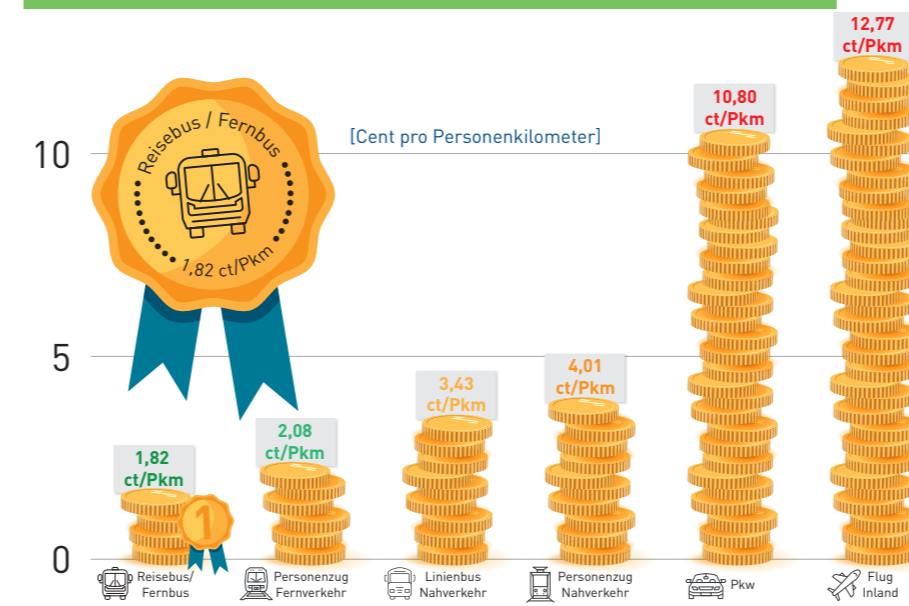 12,77
ct/Pkm
10,80
ct/Pkm
Reisebus / Fernbus
1,82 ct/Pkm
[Cent pro Personenkilometer]
10
5
4,01
ct/Pkm
3,43
ct/Pkm
2,08
ct/Pkm
1,82
ct/Pkm
1
0
Reisebus/
Fernbus
Personenzug
Fernverkehr
Linienbus
Nahverkehr
Personenzug
Nahverkehr
Pkw
Flug
Inland